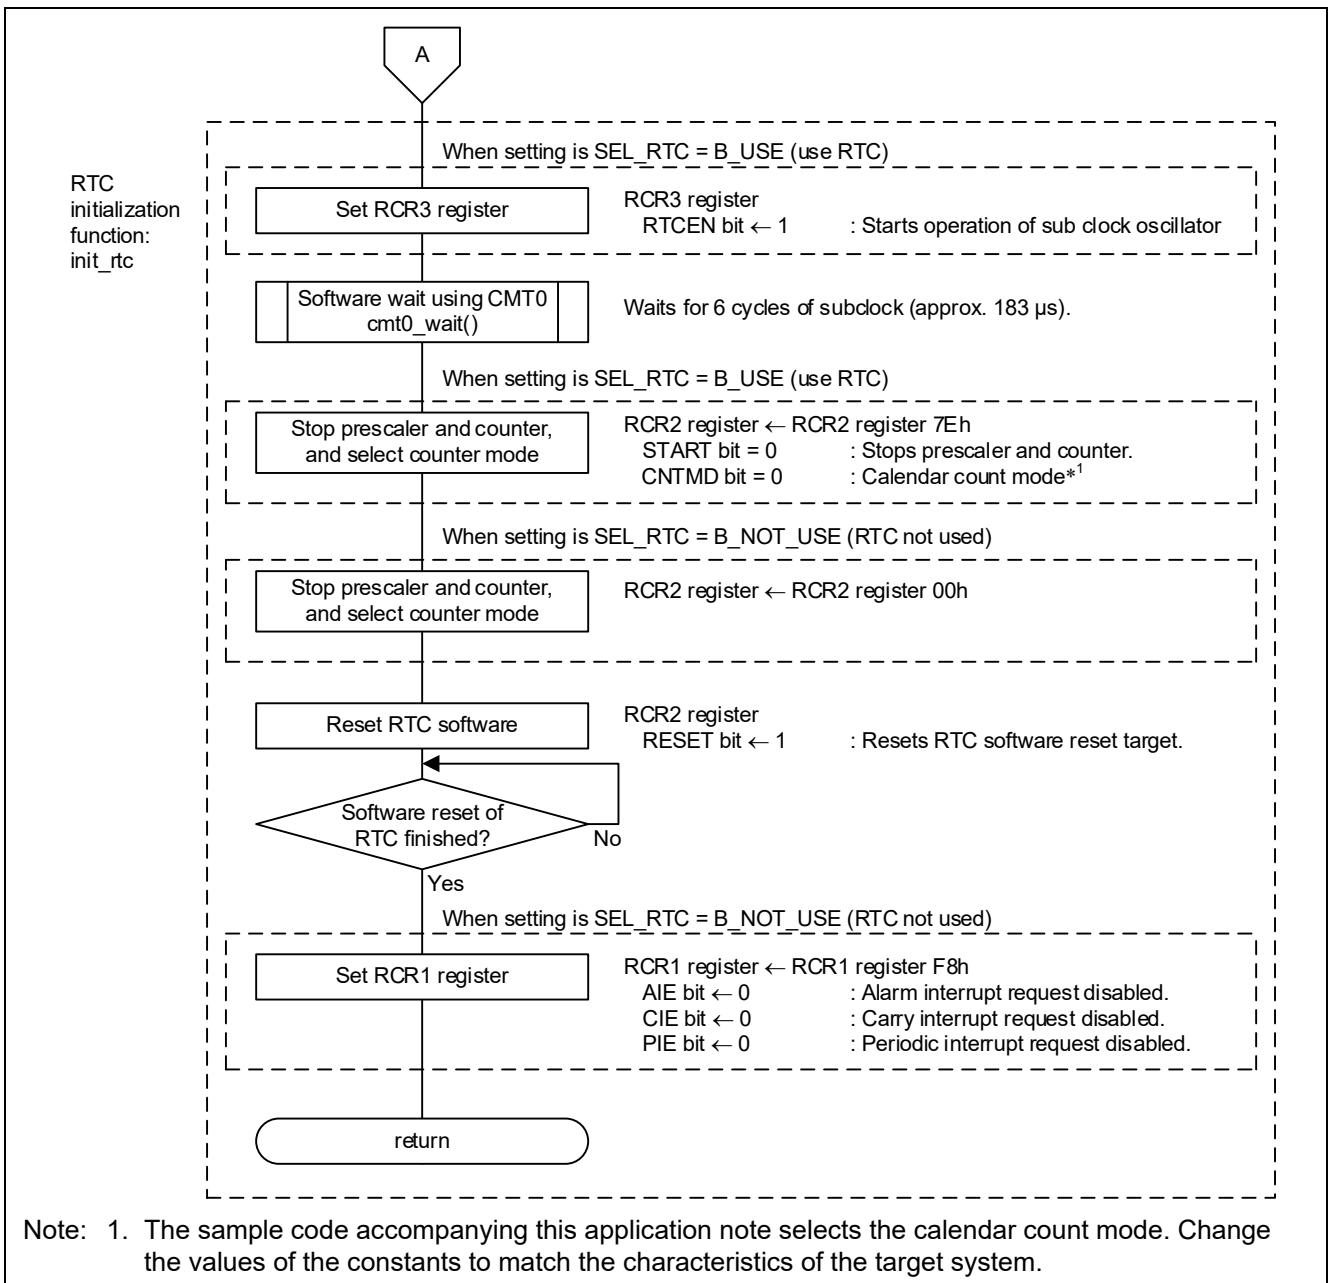 A
When setting is SEL_RTC = B_USE (use RTC)
RTC
initialization
function:
init_rtc
Set RCR3 register
RCR3 register
RTCEN bit ← 1 : Starts operation of sub clock oscillator
Software wait using CMT0
cmt0_wait()
Waits for 6 cycles of subclock (approx. 183 µs).
When setting is SEL_RTC = B_USE (use RTC)
Stop prescaler and counter,
and select counter mode
RCR2 register ← RCR2 register 7Eh
START bit = 0 : Stops prescaler and counter.
CNTMD bit = 0 : Calendar count mode*1
When setting is SEL_RTC = B_NOT_USE (RTC not used)
Stop prescaler and counter,
and select counter mode
RCR2 register ← RCR2 register 00h
Reset RTC software
RCR2 register
RESET bit ← 1 : Resets RTC software reset target.
Software reset of
RTC finished?
No
Yes
When setting is SEL_RTC = B_NOT_USE (RTC not used)
Set RCR1 register
RCR1 register ← RCR1 register F8h
AIE bit ← 0 : Alarm interrupt request disabled.
CIE bit ← 0 : Carry interrupt request disabled.
PIE bit ← 0 : Periodic interrupt request disabled.
return
Note: 1. The sample code accompanying this application note selects the calendar count mode. Change
the values of the constants to match the characteristics of the target system.